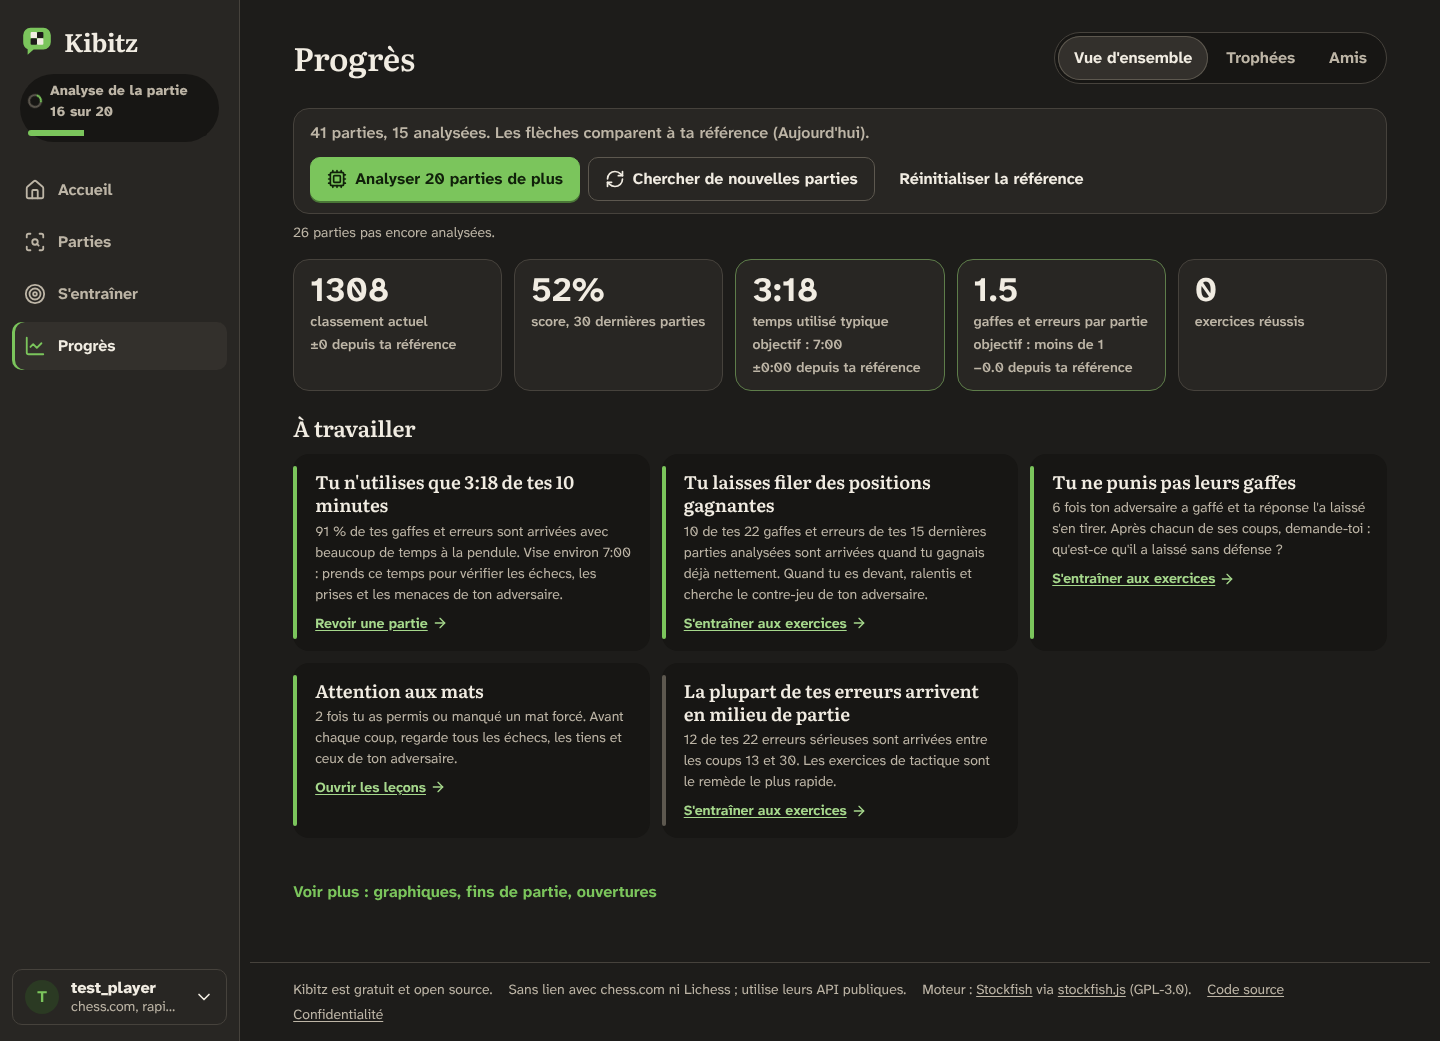 Kibitz
Analyse de la partie
16 sur 20
Accueil
Parties
S'entraîner
Progrès
test_player
chess.com, rapi...
Progrès
Vue d'ensemble
Trophées
Amis
41 parties, 15 analysées. Les flèches comparent à ta référence (Aujourd'hui).
Analyser 20 parties de plus
Chercher de nouvelles parties
Réinitialiser la référence
26 parties pas encore analysées.
1308
classement actuel
±0 depuis ta référence
52%
score, 30 dernières parties
3:18
temps utilisé typique
objectif : 7:00
±0:00 depuis ta référence
1.5
gaffes et erreurs par partie
objectif : moins de 1
−0.0 depuis ta référence
0
exercices réussis
À travailler
Tu n'utilises que 3:18 de tes 10
minutes
91 % de tes gaffes et erreurs sont arrivées avec
beaucoup de temps à la pendule. Vise environ 7:00
: prends ce temps pour vérifier les échecs, les
prises et les menaces de ton adversaire.
Revoir une partie →
Tu laisses filer des positions
gagnantes
10 de tes 22 gaffes et erreurs de tes 15 dernières
parties analysées sont arrivées quand tu gagnais
déjà nettement. Quand tu es devant, ralentis et
cherche le contre-jeu de ton adversaire.
S'entraîner aux exercices →
Tu ne punis pas leurs gaffes
6 fois ton adversaire a gaffé et ta réponse l'a laissé
s'en tirer. Après chacun de ses coups, demande-toi :
qu'est-ce qu'il a laissé sans défense ?
S'entraîner aux exercices →
Attention aux mats
2 fois tu as permis ou manqué un mat forcé. Avant
chaque coup, regarde tous les échecs, les tiens et
ceux de ton adversaire.
Ouvrir les leçons →
La plupart de tes erreurs arrivent
en milieu de partie
12 de tes 22 erreurs sérieuses sont arrivées entre
les coups 13 et 30. Les exercices de tactique sont
le remède le plus rapide.
S'entraîner aux exercices →
Voir plus : graphiques, fins de partie, ouvertures
Kibitz est gratuit et open source. Sans lien avec chess.com ni Lichess ; utilise leurs API publiques. Moteur : Stockfish via stockfish.js (GPL-3.0). Code source
Confidentialité
T